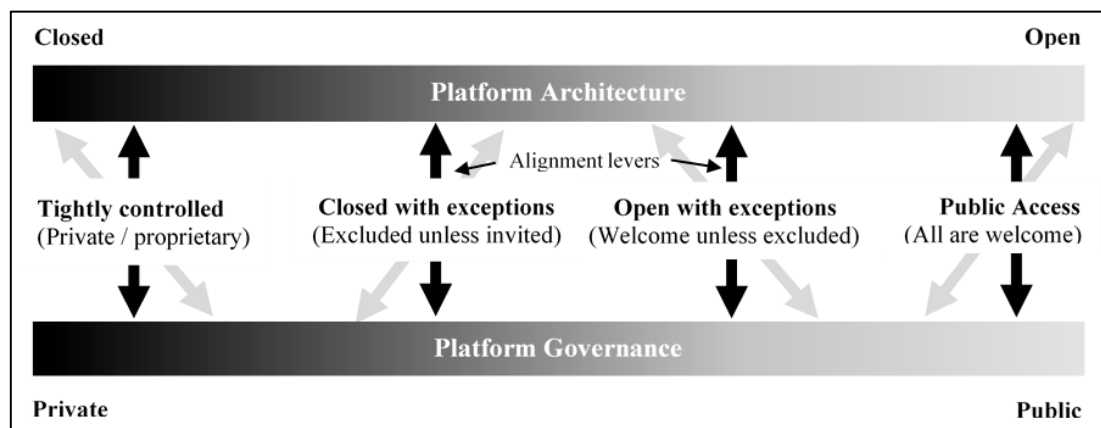 Closed Open
Platform Architecture
Alignment levers
Tightly controlled Closed with exceptions Open with exceptions Public Access
(Private / proprietary) (Excluded unless invited) (Welcome unless excluded) (All are welcome)
Platform Governance
Private Public